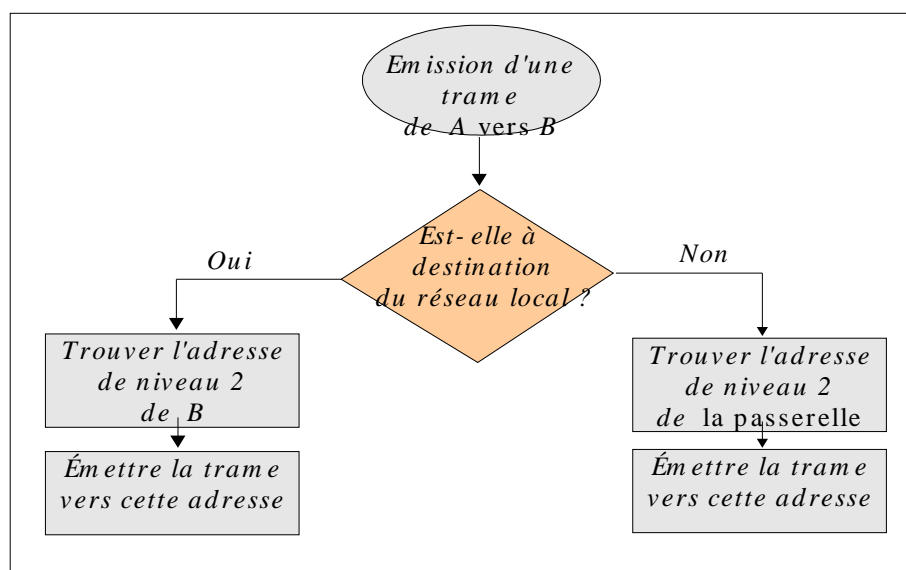 Emission d'une
trame
de A vers B
Est-elle à
destination
du réseau local ?
Oui
Non
Trouver l'adresse
de niveau 2
de B
Émettre la trame
vers cette adresse
Trouver l'adresse
de niveau 2
de la passerelle
Émettre la trame
vers cette adresse